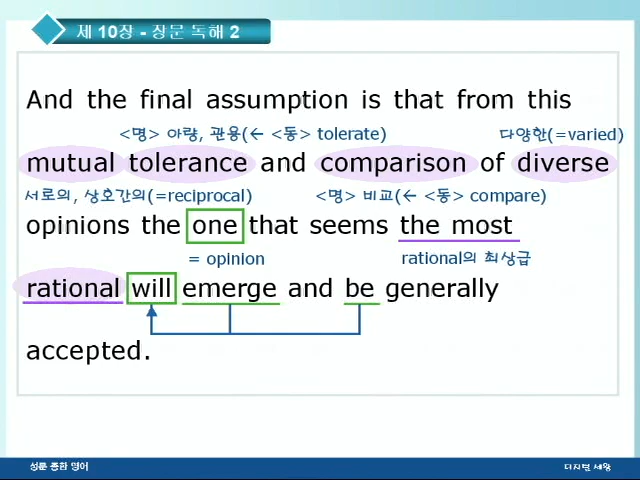 제 10장 - 장문 독해 2
And the final assumption is that from this
<명> 아량, 관용(← <동> tolerate) 다양한(=varied)
mutual tolerance and comparison of diverse
서로의, 상호간의(=reciprocal) <명> 비교(← <동> compare)
opinions the one that seems the most
= opinion rational의 최상급
rational will emerge and be generally
accepted.
성문 종합 영어 디지털 세왕